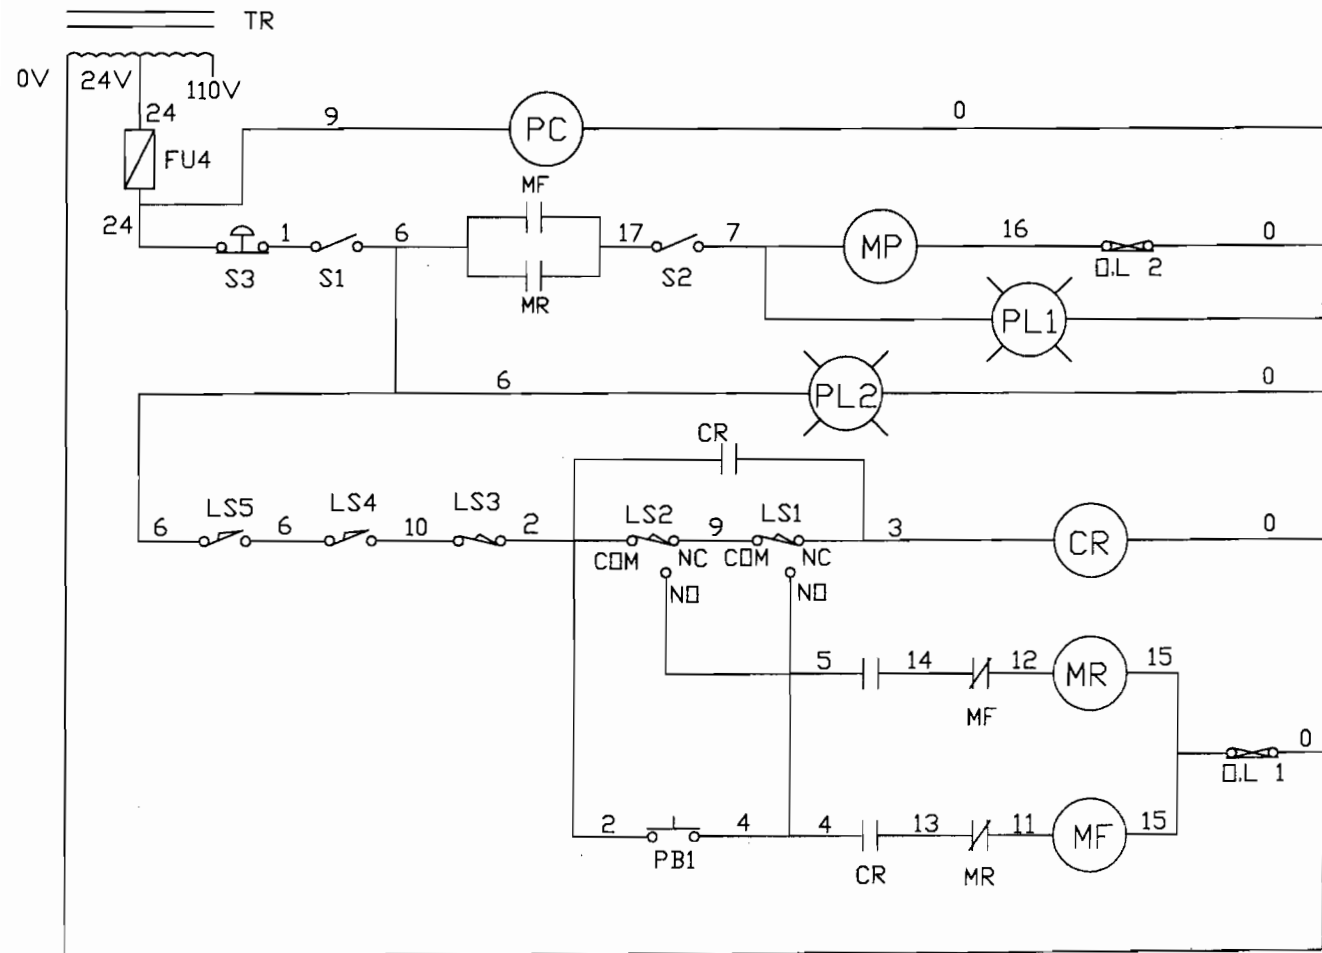 TR
0V 24V 110V
24
FU4
9 PC 0
MF
24 1 6 17 7 MP 16 0
S3 S1 MR S2 O.L 2
PL1
6 PL2 0
CR
LS5 LS4 LS3 LS2 LS1
6 6 10 2 9 3 CR 0
COM NC COM NC
NO NO
5 14 12 MR 15
MF
0
O.L 1
2 4 4 13 11 MF 15
PB1 CR MR